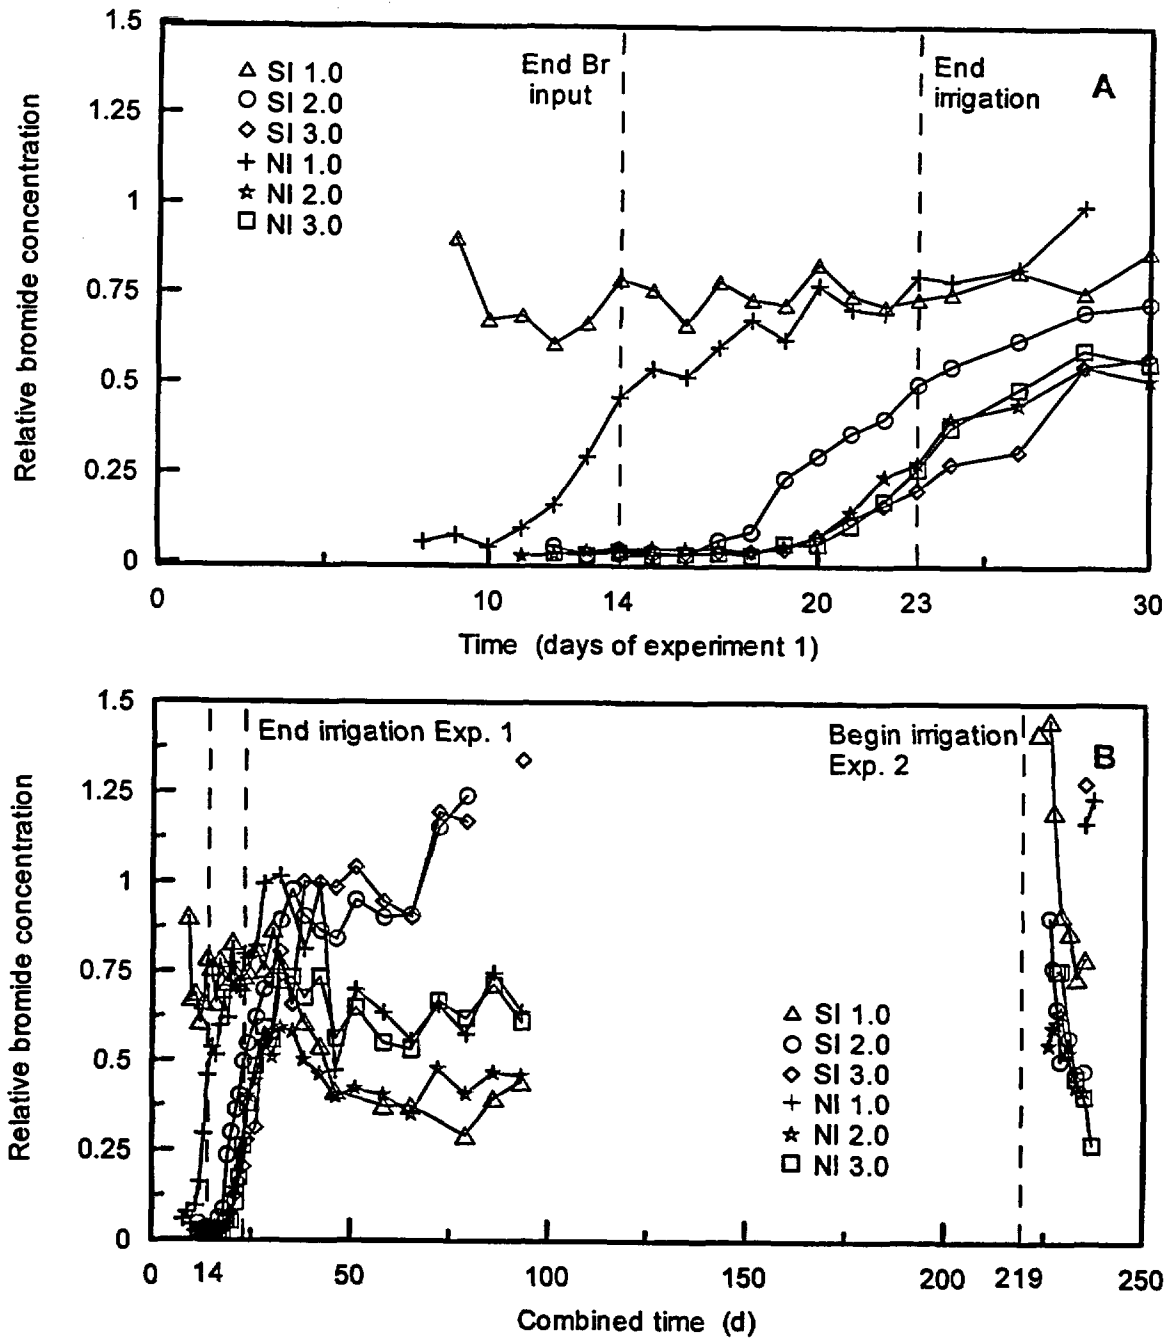 1.5
1.25
1
0.75
0.5
0.25
0
Relative bromide concentration
SI 1.0
SI 2.0
SI 3.0
NI 1.0
NI 2.0
NI 3.0
End Br
input
End
irrigation
A
0 10 14 20 23 30
Time (days of experiment 1)
1.5
1.25
1
0.75
0.5
0.25
0
Relative bromide concentration
End irrigation Exp. 1
Begin irrigation
Exp. 2
B
SI 1.0
SI 2.0
SI 3.0
NI 1.0
NI 2.0
NI 3.0
0 14 50 100 150 200 219 250
Combined time (d)